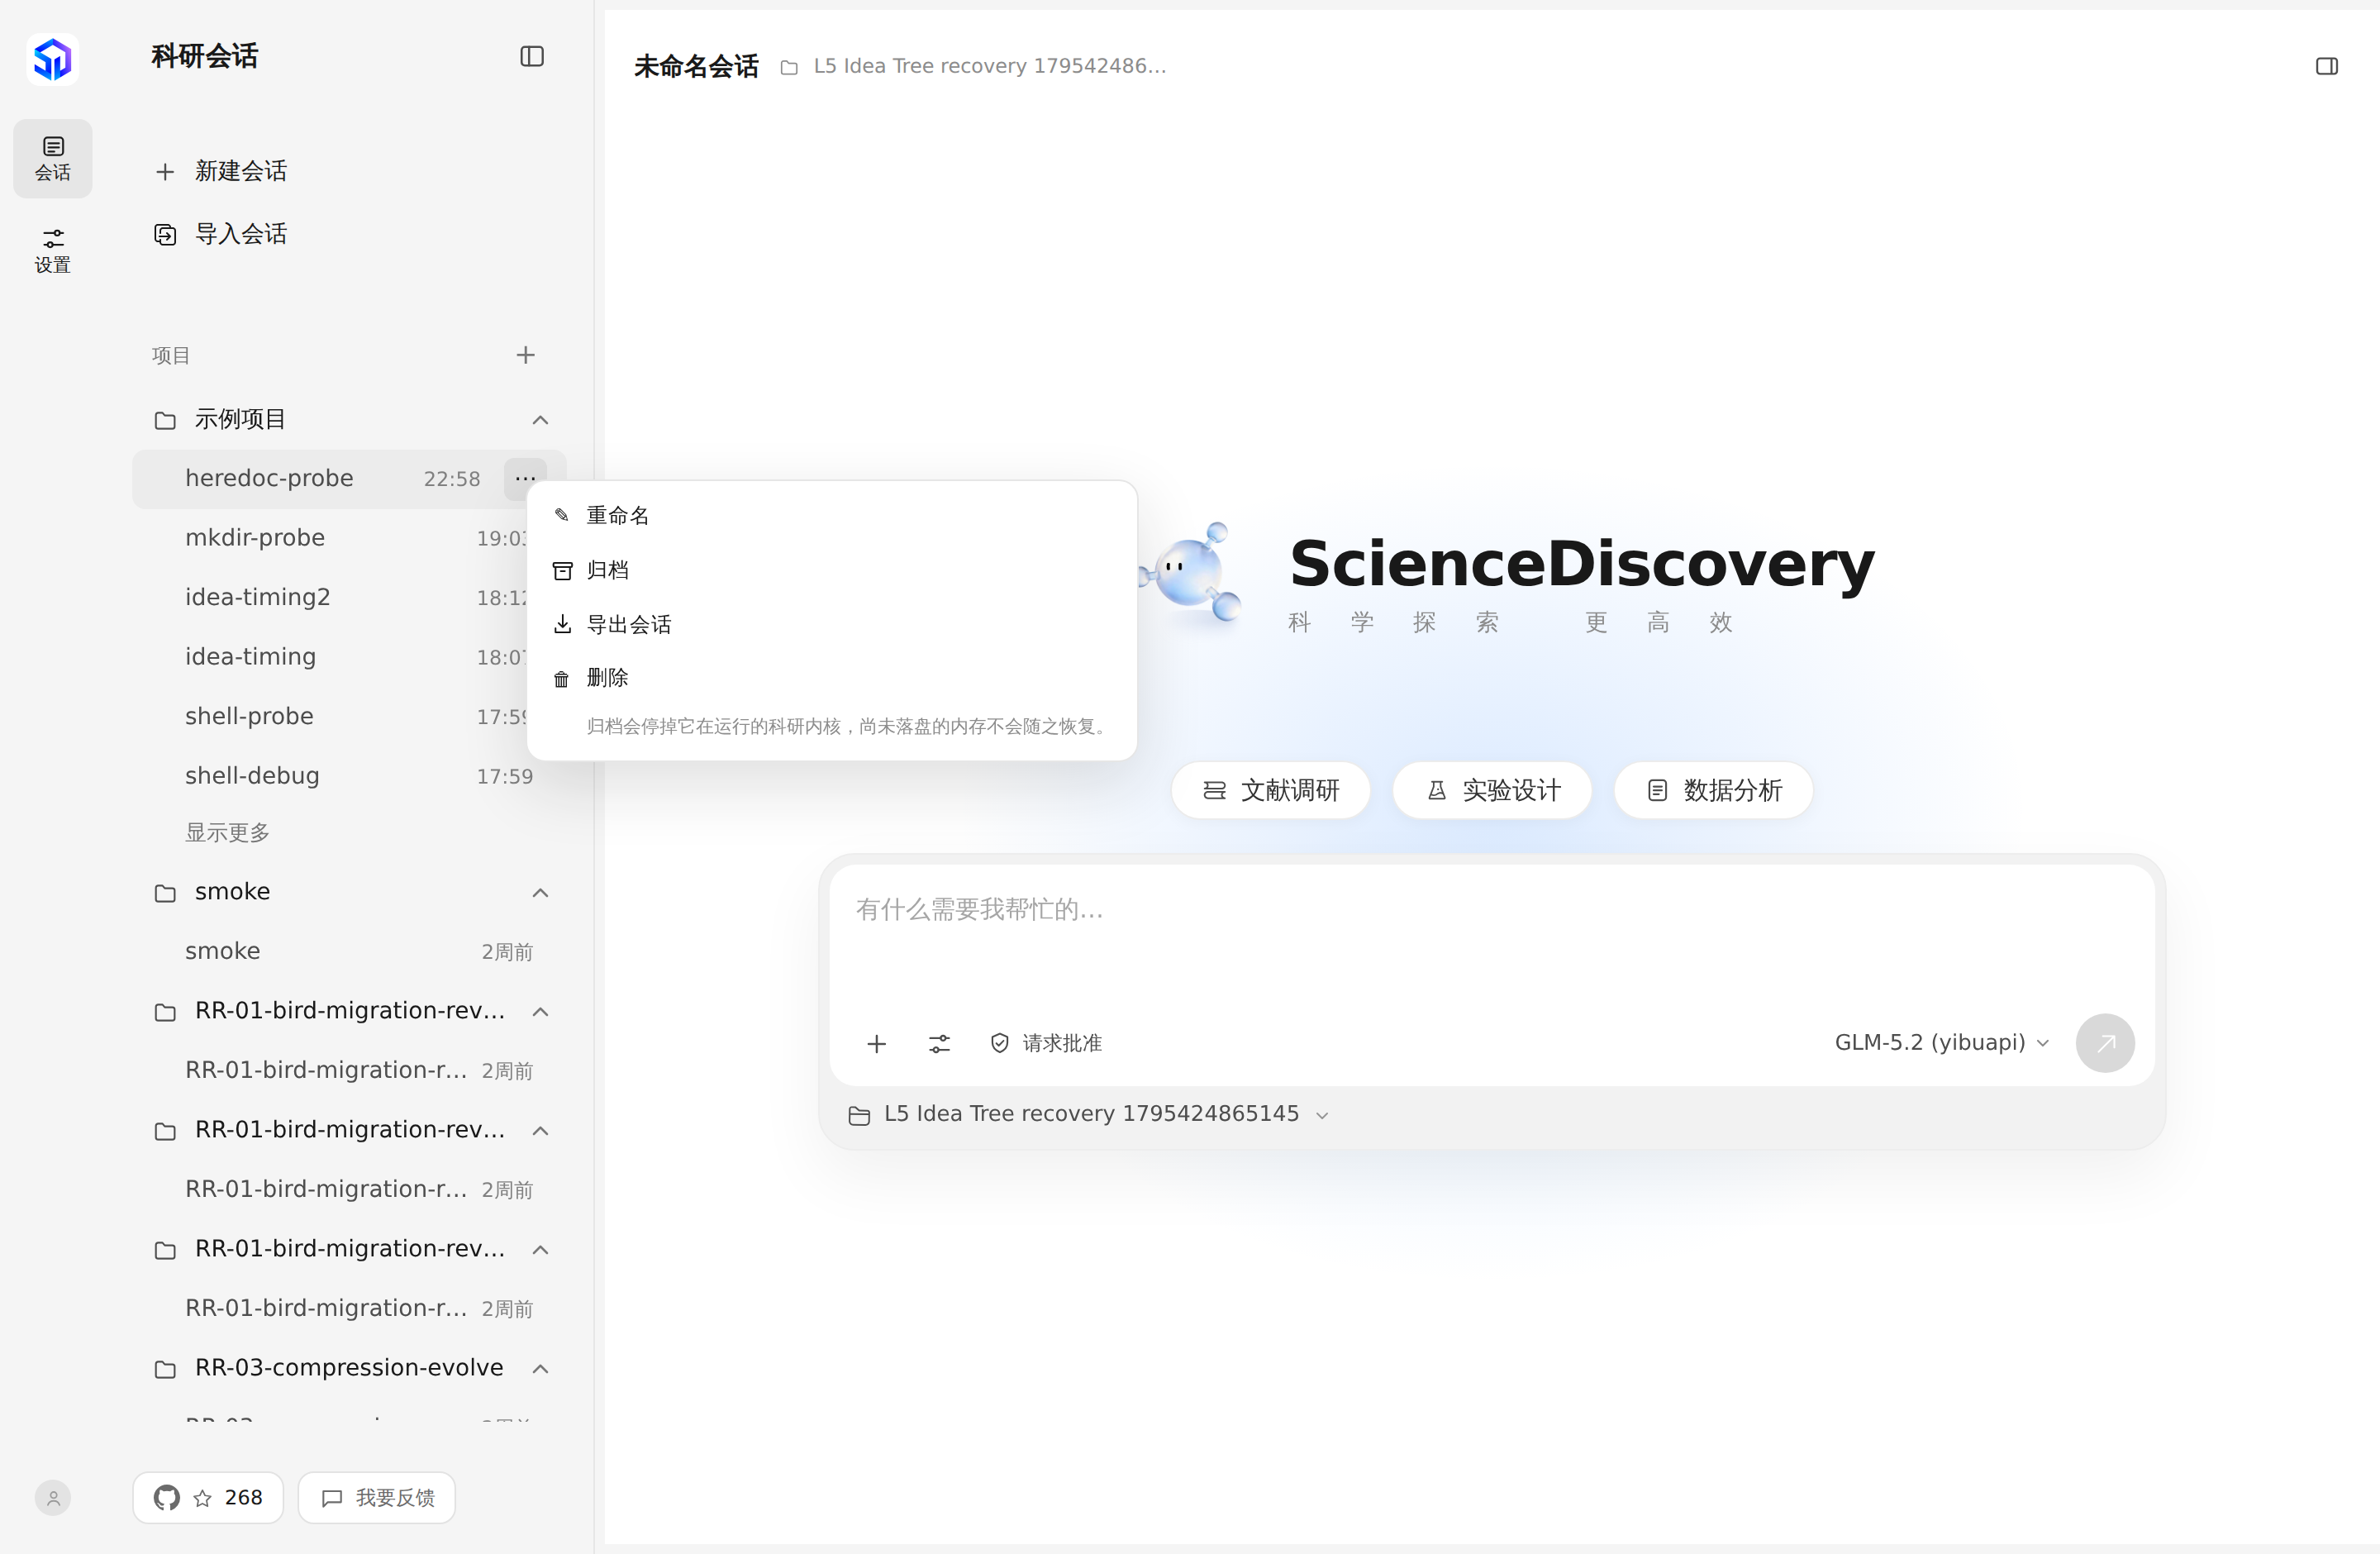 科研会话
会话
设置
新建会话
导入会话
项目
示例项目
heredoc-probe 22:58 ...
mkdir-probe 19:03
idea-timing2 18:12
idea-timing 18:07
shell-probe 17:59
shell-debug 17:59
显示更多
smoke
smoke 2周前
RR-01-bird-migration-rev...
RR-01-bird-migration-r... 2周前
RR-01-bird-migration-rev...
RR-01-bird-migration-r... 2周前
RR-01-bird-migration-rev...
RR-01-bird-migration-r... 2周前
RR-03-compression-evolve
268
我要反馈
重命名
归档
导出会话
删除
归档会停掉它在运行的科研内核，尚未落盘的内存不会随之恢复。
未命名会话 L5 Idea Tree recovery 179542486...
ScienceDiscovery
科学探索 更高效
文献调研 实验设计 数据分析
有什么需要我帮忙的...
请求批准 GLM-5.2 (yibuapi)
L5 Idea Tree recovery 1795424865145